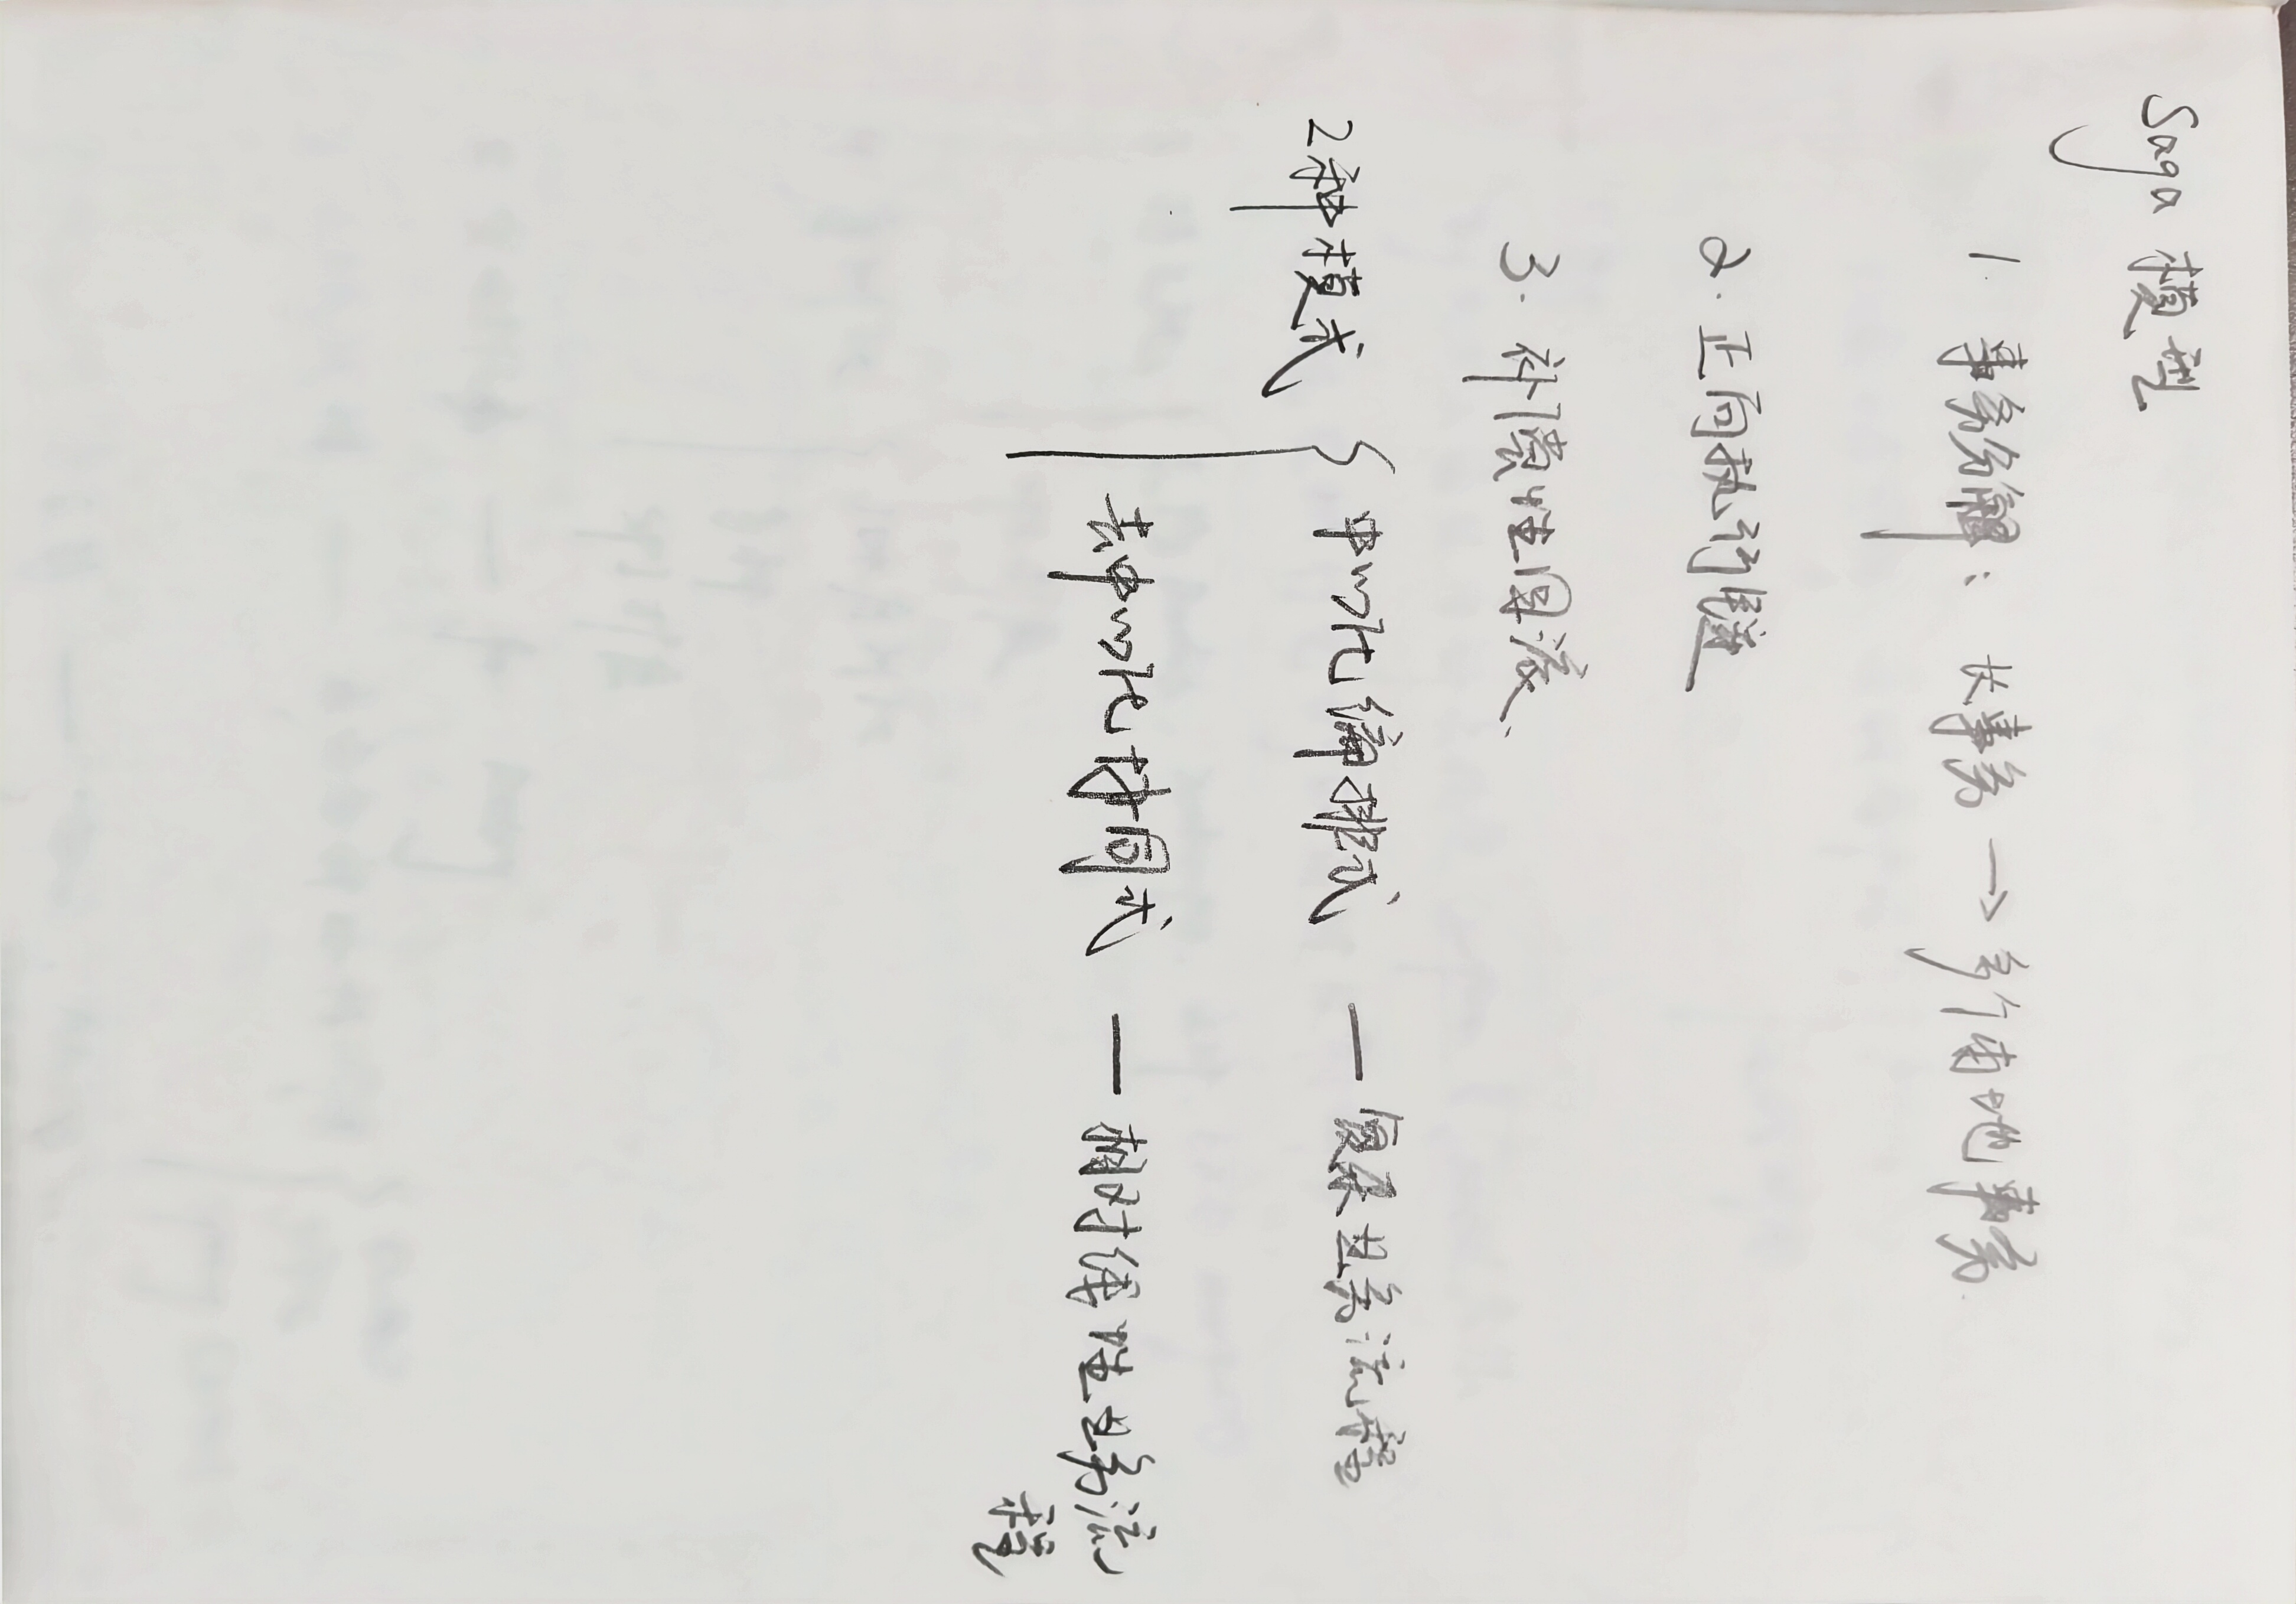 Saga 模型
1. 事务分解：长事务 → 多个本地事务.
2. 正向执行链
3. 补偿性回滚、
2种模式 { 中心化编排式 — 复杂业务流程
去中心化协同式 — 相对线性业务流
程